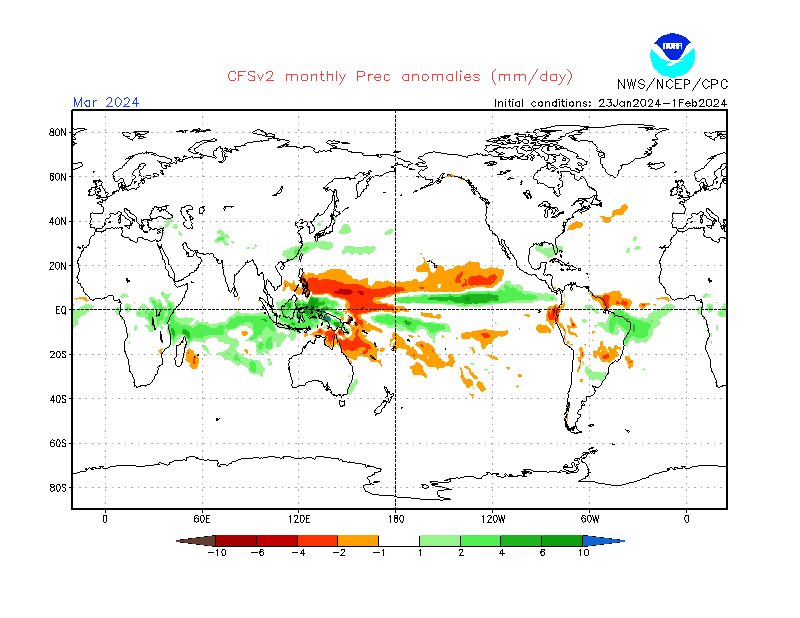 NOAA
CFSv2 monthly Prec anomalies (mm/day)
NWS/NCEP/CPC
Mar 2024
Initial conditions: 23Jan2024-1Feb2024
80N
60N
40N
20N
EQ
20S
40S
60S
80S
0 60E 120E 180 120W 60W 0
-10 -6 -4 -2 -1 1 2 4 6 10